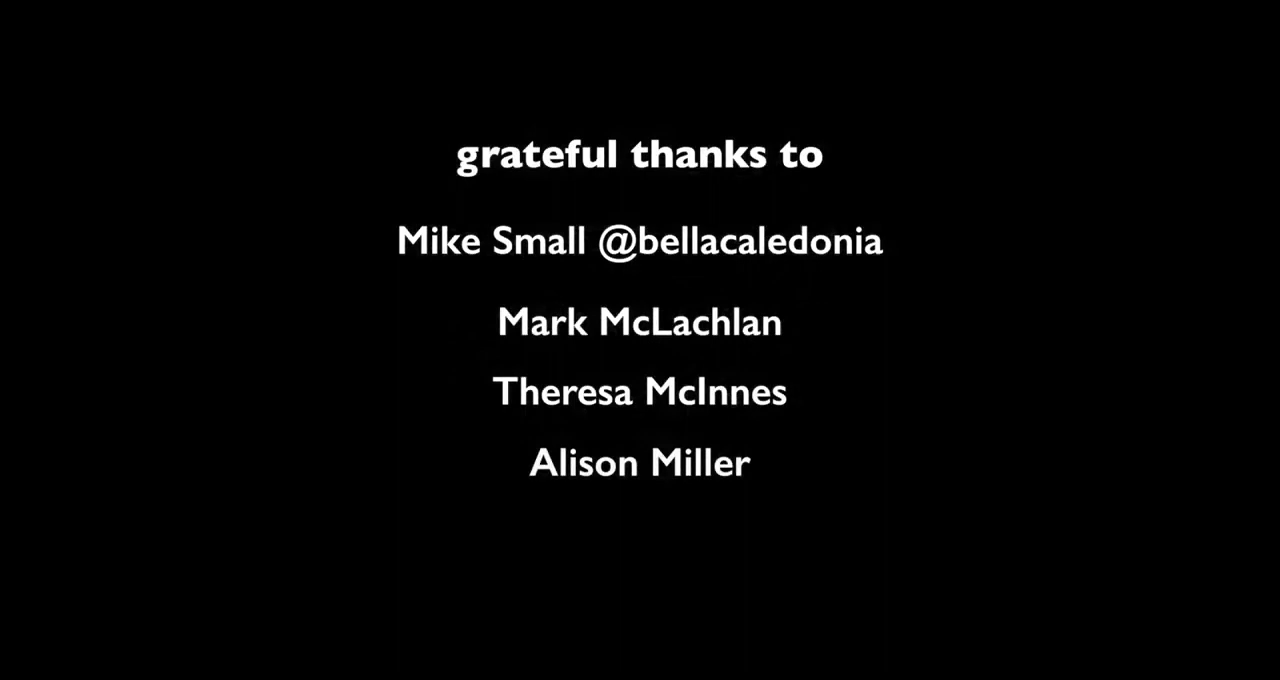 grateful thanks to
Mike Small @bellacaledonia
Mark McLachlan
Theresa McInnes
Alison Miller